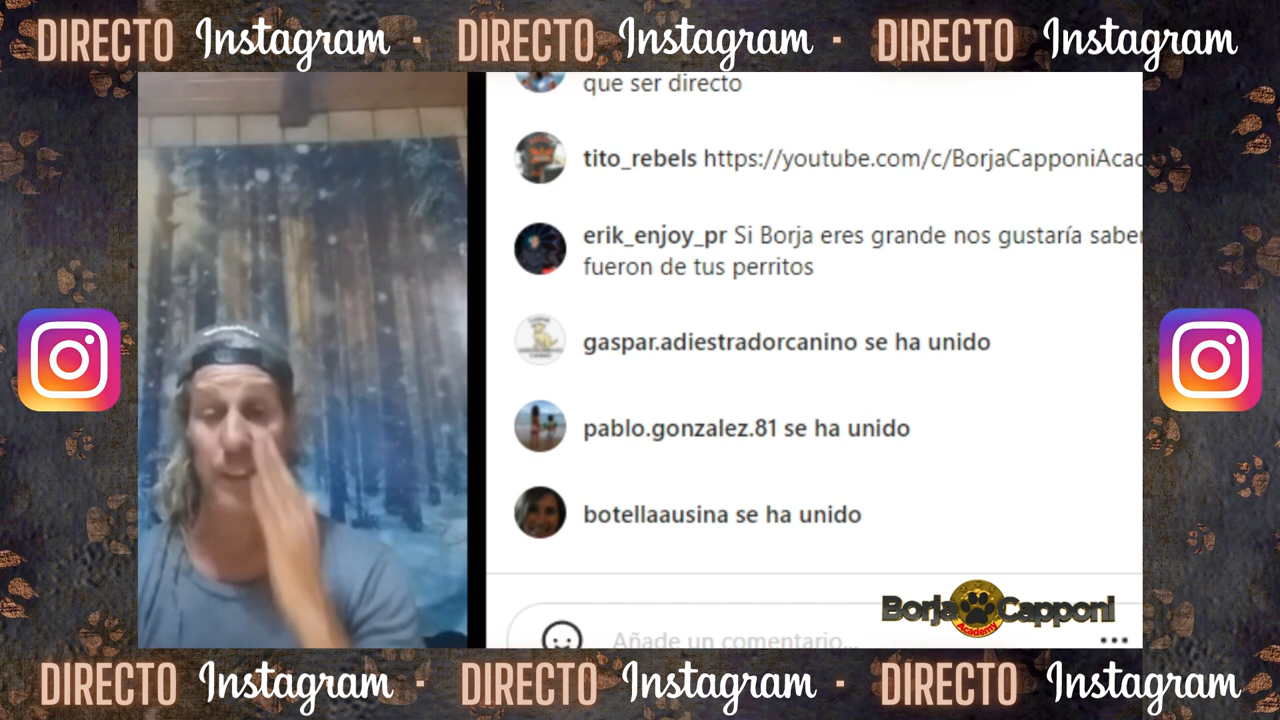 DIRECTO Instagram · DIRECTO Instagram · DIRECTO Instagram
que ser directo
tito_rebels https://youtube.com/c/BorjaCapponiAcad
erik_enjoy_pr Si Borja eres grande nos gustaría saber
fueron de tus perritos
gaspar.adiestradorcanino se ha unido
pablo.gonzalez.81 se ha unido
botellaausina se ha unido
Borja Capponi
Academy
Añade un comentario...
DIRECTO Instagram · DIRECTO Instagram · DIRECTO Instagram